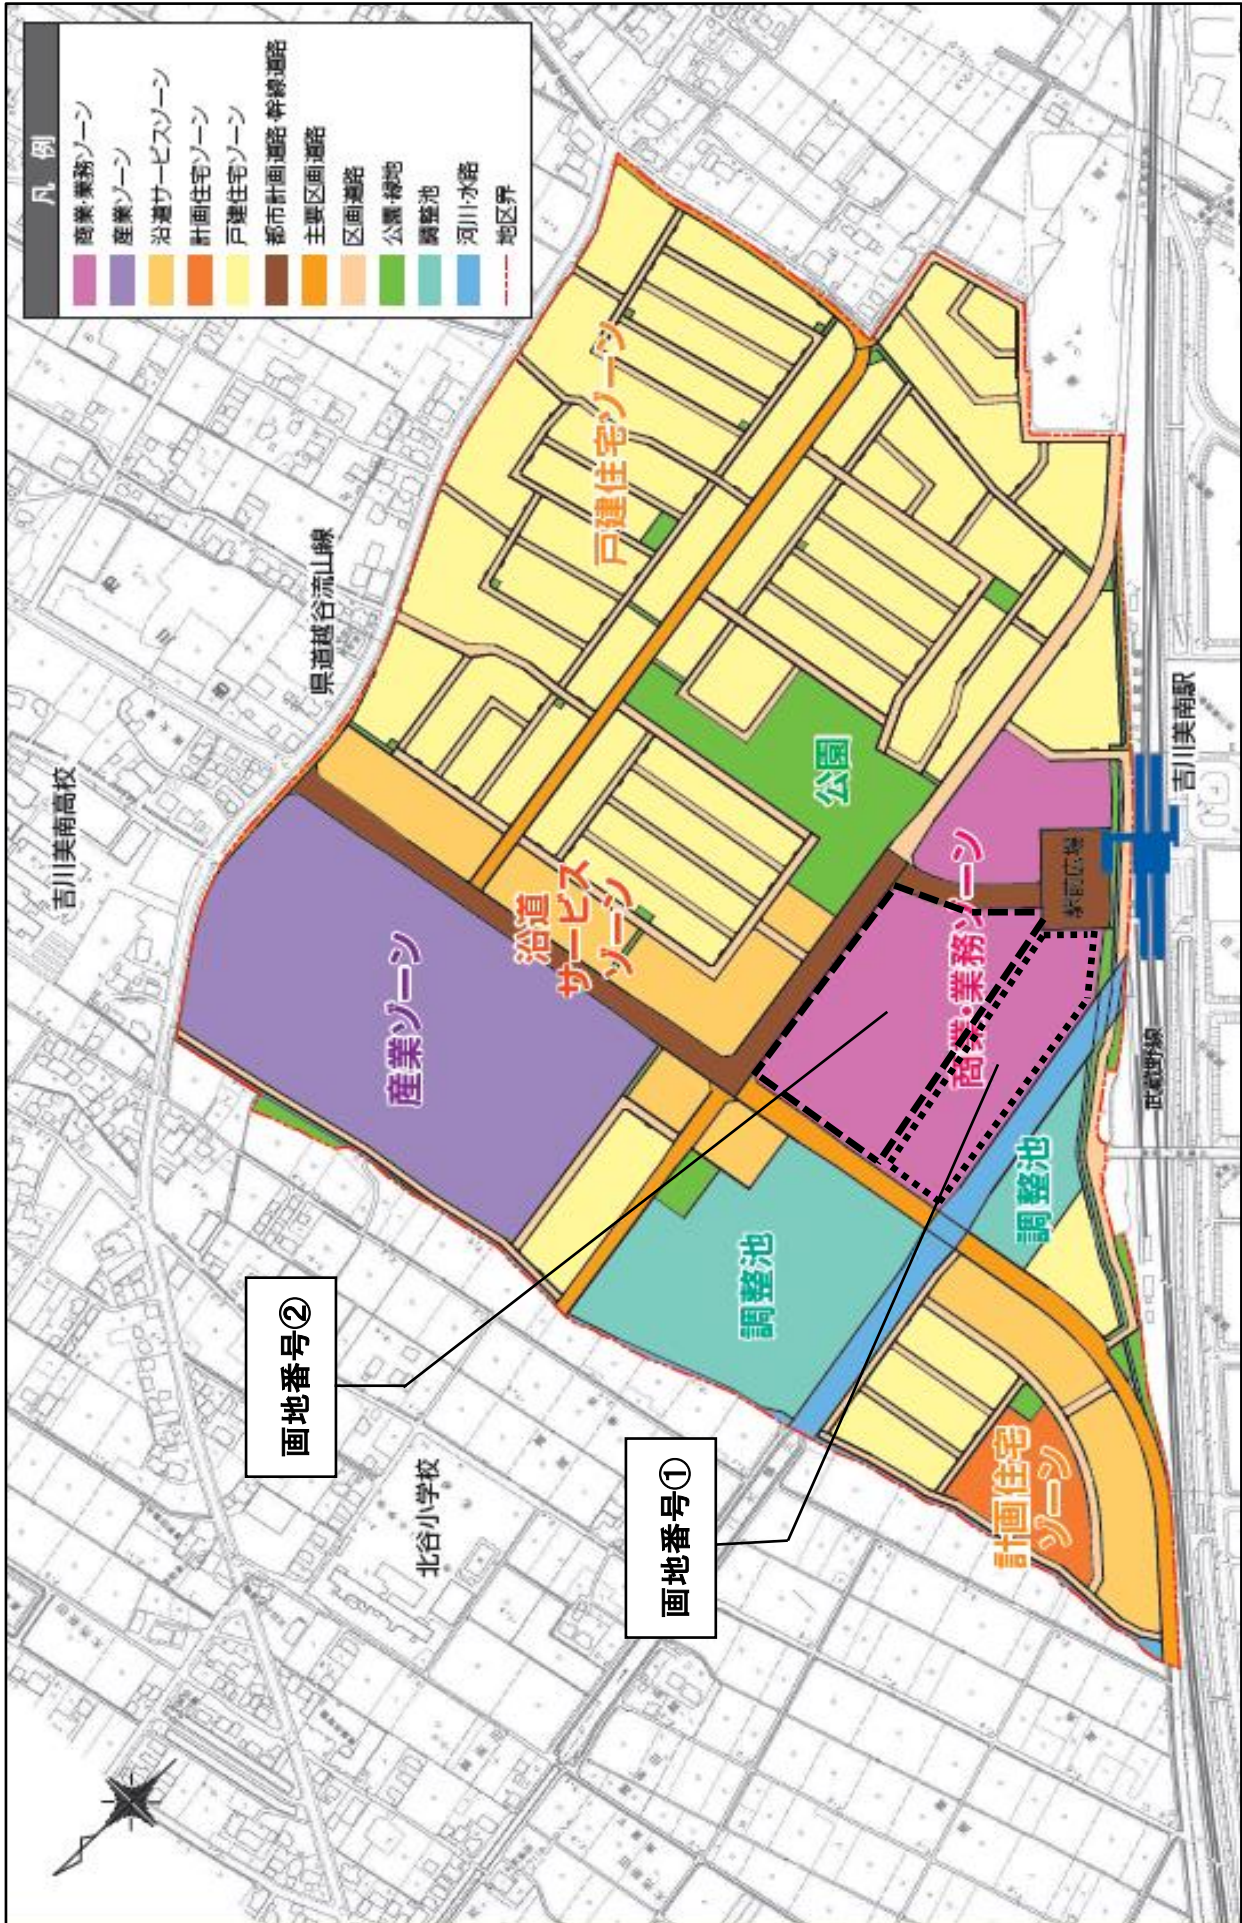 凡 例
商業・業務ゾーン
産業ゾーン
沿道サービスゾーン
計画住宅ゾーン
戸建住宅ゾーン
都市計画道路・幹線道路
主要区画道路
区画道路
公園・緑地
調整池
河川・水路
地区界
吉川美南高校
県道越谷流山線
戸建住宅ゾーン
産業ゾーン
沿道
サービス
ゾーン
公園
商業・業務ゾーン
駅前広場
吉川美南駅
武蔵野線
調整池
調整池
計画住宅
ゾーン
北谷小学校
画地番号②
画地番号①